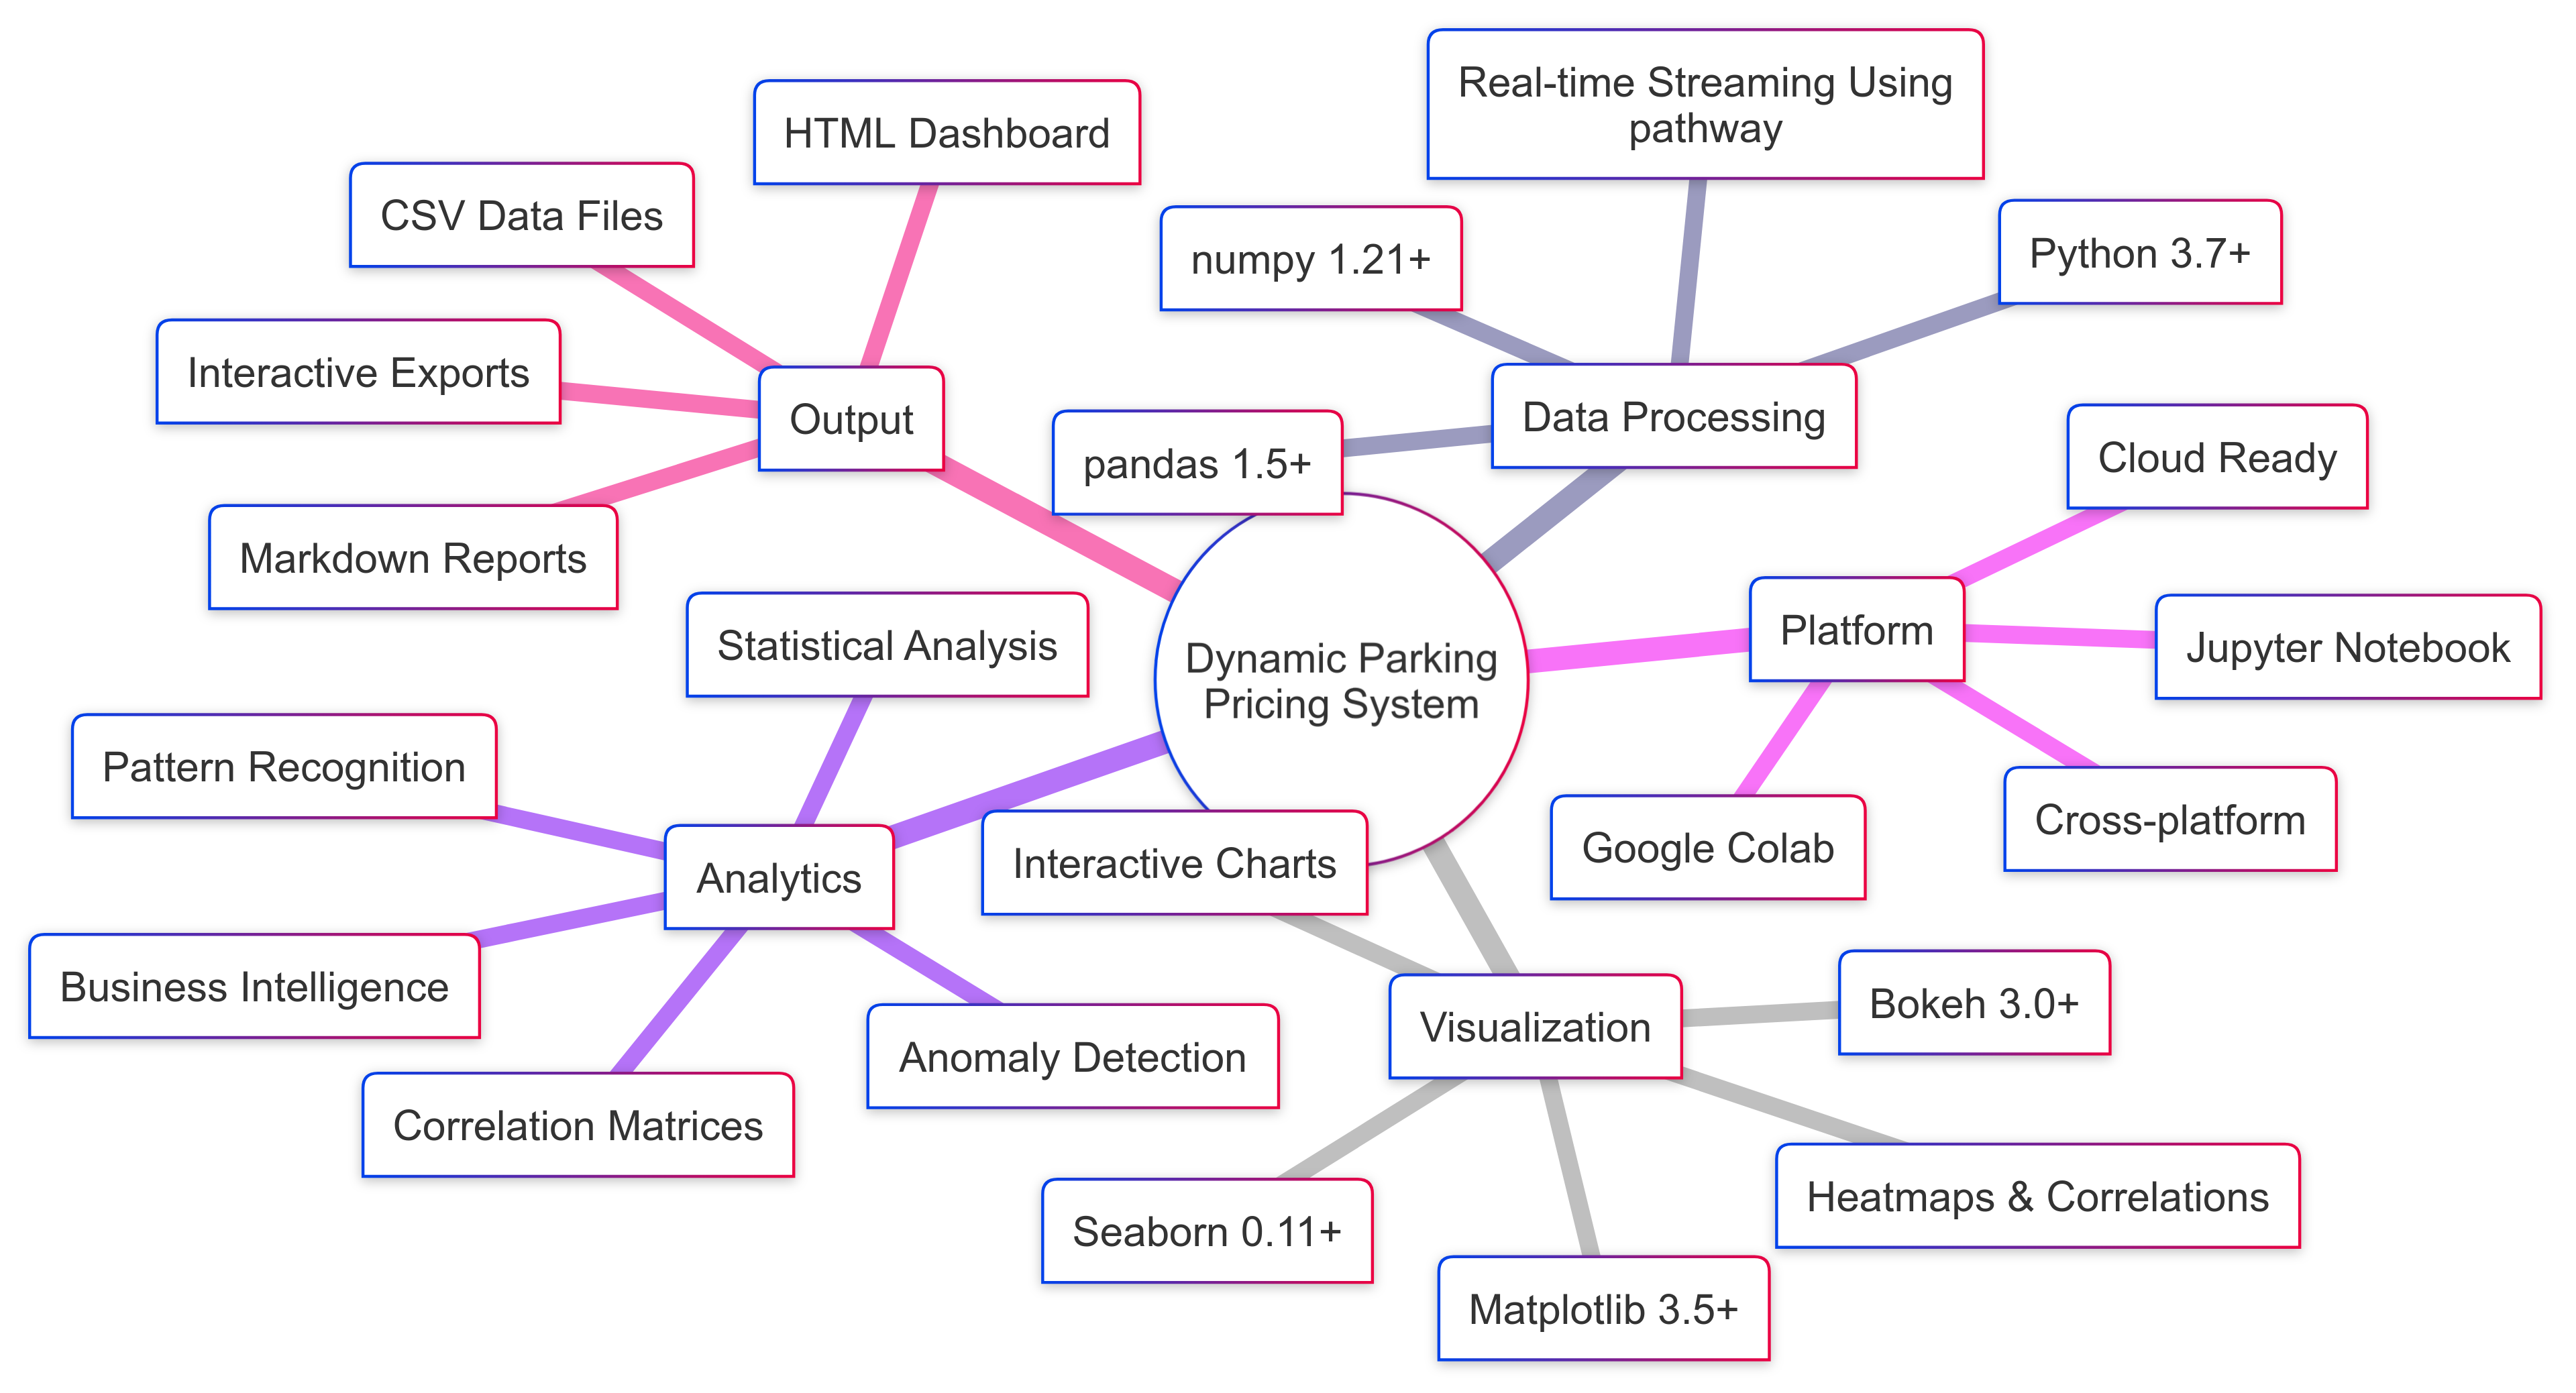 Real-time Streaming Using
pathway
HTML Dashboard
CSV Data Files
numpy 1.21+
Python 3.7+
Interactive Exports
Output
Data Processing
pandas 1.5+
Cloud Ready
Markdown Reports
Statistical Analysis
Dynamic Parking
Pricing System
Platform
Jupyter Notebook
Pattern Recognition
Cross-platform
Google Colab
Interactive Charts
Analytics
Business Intelligence
Bokeh 3.0+
Visualization
Anomaly Detection
Correlation Matrices
Heatmaps & Correlations
Seaborn 0.11+
Matplotlib 3.5+